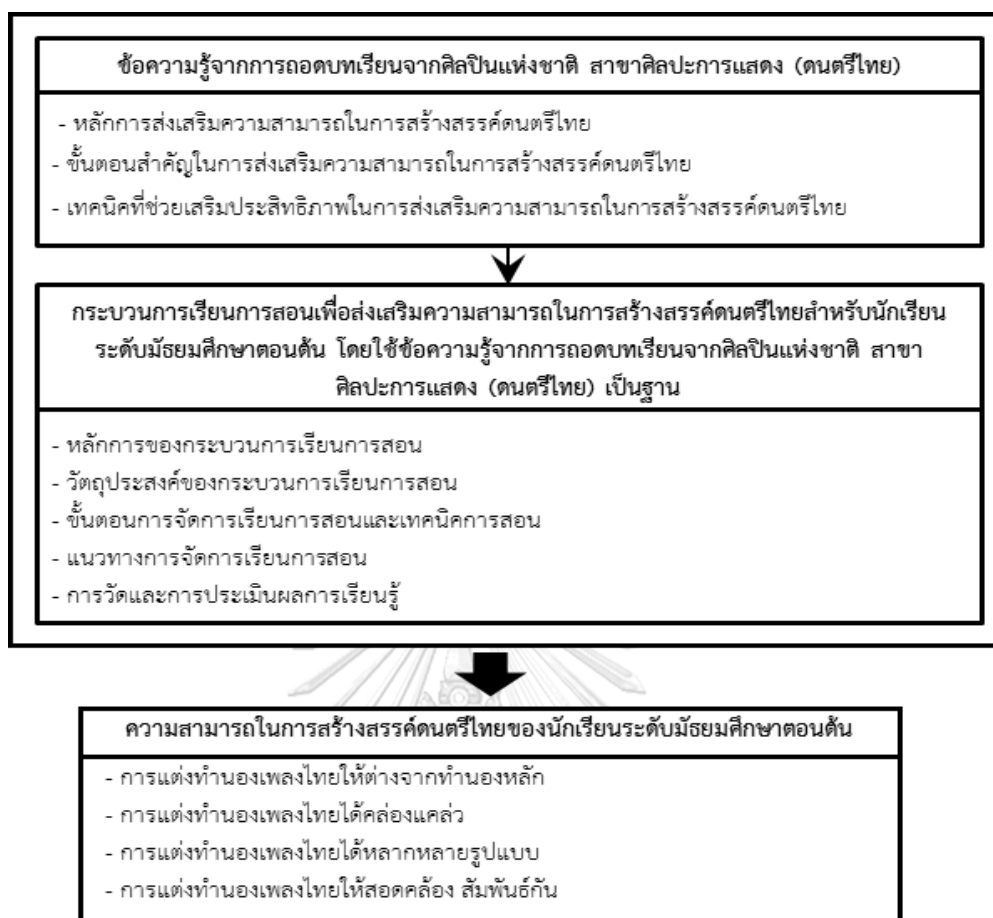 ข้อความรู้จากการถอดบทเรียนจากศิลปินแห่งชาติ สาขาศิลปะการแสดง (ดนตรีไทย)
- หลักการส่งเสริมความสามารถในการสร้างสรรค์ดนตรีไทย
- ขั้นตอนสำคัญในการส่งเสริมความสามารถในการสร้างสรรค์ดนตรีไทย
- เทคนิคที่ช่วยเสริมประสิทธิภาพในการส่งเสริมความสามารถในการสร้างสรรค์ดนตรีไทย
กระบวนการเรียนการสอนเพื่อส่งเสริมความสามารถในการสร้างสรรค์ดนตรีไทยสำหรับนักเรียน
ระดับมัธยมศึกษาตอนต้น โดยใช้ข้อความรู้จากการถอดบทเรียนจากศิลปินแห่งชาติ สาขา
ศิลปะการแสดง (ดนตรีไทย) เป็นฐาน
- หลักการของกระบวนการเรียนการสอน
- วัตถุประสงค์ของกระบวนการเรียนการสอน
- ขั้นตอนการจัดการเรียนการสอนและเทคนิคการสอน
- แนวทางการจัดการเรียนการสอน
- การวัดและการประเมินผลการเรียนรู้
ความสามารถในการสร้างสรรค์ดนตรีไทยของนักเรียนระดับมัธยมศึกษาตอนต้น
- การแต่งทำนองเพลงไทยให้ต่างจากทำนองหลัก
- การแต่งทำนองเพลงไทยได้คล่องแคล่ว
- การแต่งทำนองเพลงไทยได้หลากหลายรูปแบบ
- การแต่งทำนองเพลงไทยให้สอดคล้อง สัมพันธ์กัน